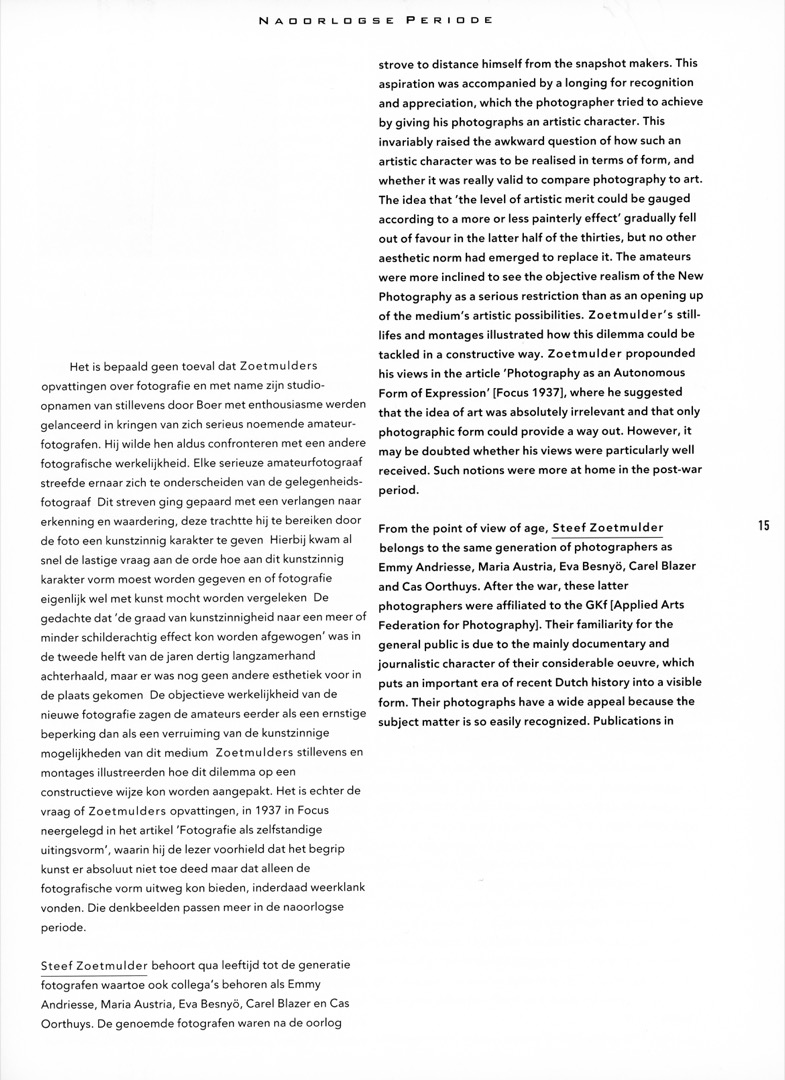 NAOORLOGSE PERIODE
Het is bepaald geen toeval dat Zoetmulders
opvattingen over fotografie en met name zijn studio-
opnamen van stillevens door Boer met enthousiasme werden
gelanceerd in kringen van zich serieus noemende amateur-
fotografen. Hij wilde hen aldus confronteren met een andere
fotografische werkelijkheid. Elke serieuze amateurfotograaf
streefde ernaar zich te onderscheiden van de gelegenheids-
fotograaf Dit streven ging gepaard met een verlangen naar
erkenning en waardering, deze trachtte hij te bereiken door
de foto een kunstzinnig karakter te geven Hierbij kwam al
snel de lastige vraag aan de orde hoe aan dit kunstzinnig
karakter vorm moest worden gegeven en of fotografie
eigenlijk wel met kunst mocht worden vergeleken De
gedachte dat 'de graad van kunstzinnigheid naar een meer of
minder schilderachtig effect kon worden afgewogen' was in
de tweede helft van de jaren dertig langzamerhand
achterhaald, maar er was nog geen andere esthetiek voor in
de plaats gekomen De objectieve werkelijkheid van de
nieuwe fotografie zagen de amateurs eerder als een ernstige
beperking dan als een verruiming van de kunstzinnige
mogelijkheden van dit medium Zoetmulders stillevens en
montages illustreerden hoe dit dilemma op een
constructieve wijze kon worden aangepakt. Het is echter de
vraag of Zoetmulders opvattingen, in 1937 in Focus
neergelegd in het artikel 'Fotografie als zelfstandige
uitingsvorm', waarin hij de lezer voorhield dat het begrip
kunst er absoluut niet toe deed maar dat alleen de
fotografische vorm uitweg kon bieden, inderdaad weerklank
vonden. Die denkbeelden passen meer in de naoorlogse
periode.
Steef Zoetmulder behoort qua leeftijd tot de generatie
fotografen waartoe ook collega's behoren als Emmy
Andriesse, Maria Austria, Eva Besnyö, Carel Blazer en Cas
Oorthuys. De genoemde fotografen waren na de oorlog
strove to distance himself from the snapshot makers. This
aspiration was accompanied by a longing for recognition
and appreciation, which the photographer tried to achieve
by giving his photographs an artistic character. This
invariably raised the awkward question of how such an
artistic character was to be realised in terms of form, and
whether it was really valid to compare photography to art.
The idea that 'the level of artistic merit could be gauged
according to a more or less painterly effect' gradually fell
out of favour in the latter half of the thirties, but no other
aesthetic norm had emerged to replace it. The amateurs
were more inclined to see the objective realism of the New
Photography as a serious restriction than as an opening up
of the medium's artistic possibilities. Zoetmulder's still-
lifes and montages illustrated how this dilemma could be
tackled in a constructive way. Zoetmulder propounded
his views in the article 'Photography as an Autonomous
Form of Expression' [Focus 1937], where he suggested
that the idea of art was absolutely irrelevant and that only
photographic form could provide a way out. However, it
may be doubted whether his views were particularly well
received. Such notions were more at home in the post-war
period.
From the point of view of age, Steef Zoetmulder
belongs to the same generation of photographers as
Emmy Andriesse, Maria Austria, Eva Besnyö, Carel Blazer
and Cas Oorthuys. After the war, these latter
photographers were affiliated to the GKf [Applied Arts
Federation for Photography]. Their familiarity for the
general public is due to the mainly documentary and
journalistic character of their considerable oeuvre, which
puts an important era of recent Dutch history into a visible
form. Their photographs have a wide appeal because the
subject matter is so easily recognized. Publications in
15